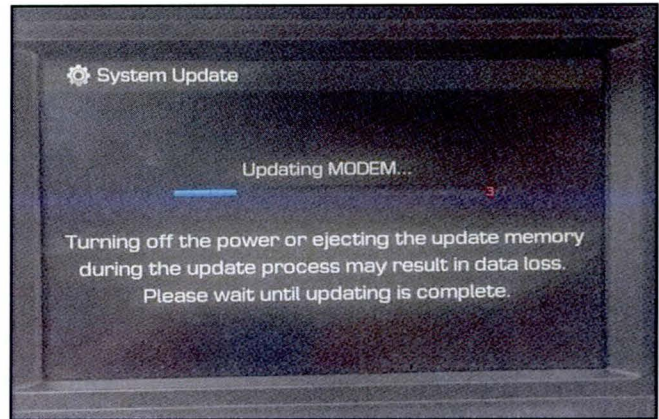 System Update
Updating MODEM...
3/7
Turning off the power or ejecting the update memory
during the update process may result in data loss.
Please wait until updating is complete.